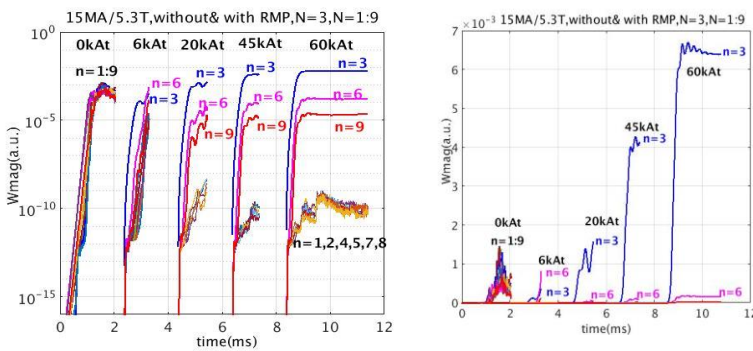 15MA/5.3T,without& with RMP,N=3,N=1:9
10^0
10^-5
10^-10
10^-15
Wmag(a.u.)
0kAt 6kAt 20kAt 45kAt 60kAt
n=1:9
n=6
n=3
n=3
n=6
n=9
n=3
n=6
n=9
n=3
n=6
n=9
n=1,2,4,5,7,8
0 2 4 6 8 10 12
time(ms)
15MA/5.3T,without& with RMP,N=3,N=1:9
×10^-3
7
6
5
4
3
2
1
0
Wmag(a.u.)
n=3
60kAt
45kAt
n=3
0kAt
n=1:9
20kAt
n=3
6kAt
n=6
n=3
n=6
n=6
n=6
0 2 4 6 8 10 12
time(ms)